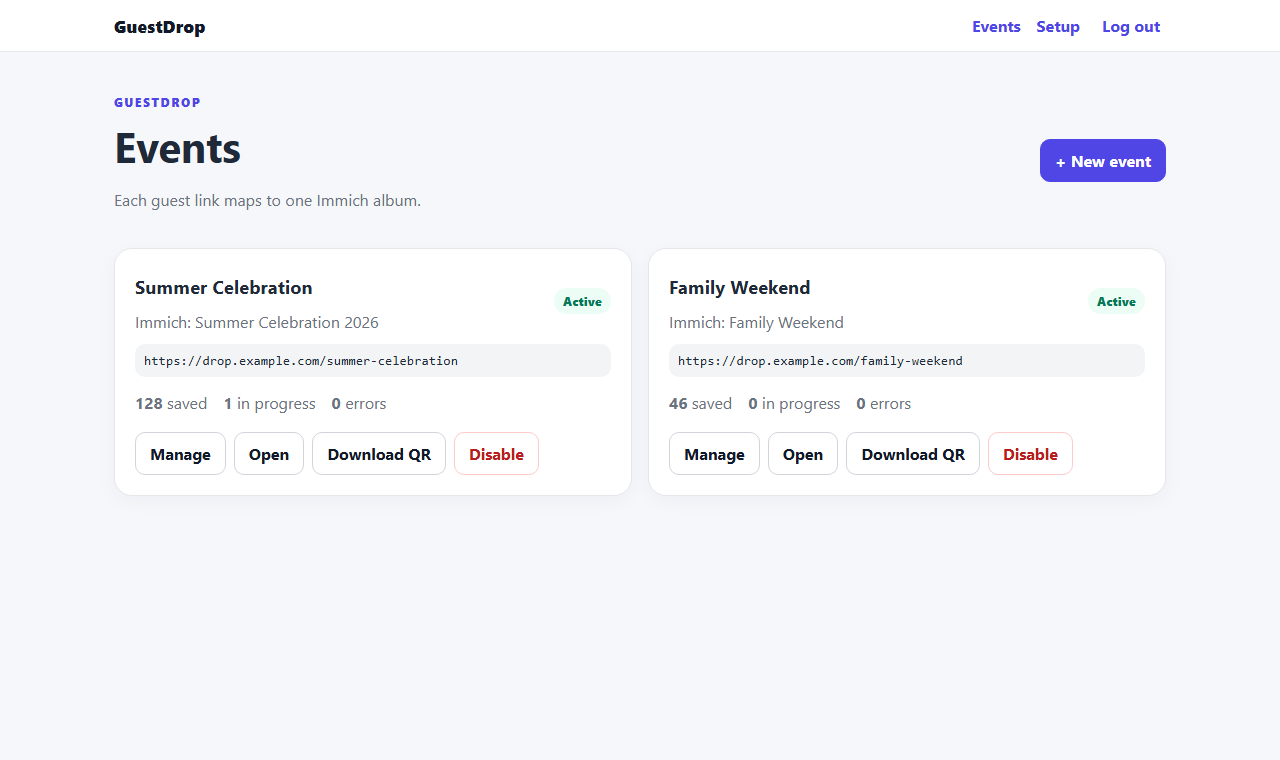 GuestDrop
Events Setup Log out
GUESTDROP
Events
+ New event
Each guest link maps to one Immich album.
Summer Celebration
Active
Immich: Summer Celebration 2026
https://drop.example.com/summer-celebration
128 saved 1 in progress 0 errors
Manage Open Download QR Disable
Family Weekend
Active
Immich: Family Weekend
https://drop.example.com/family-weekend
46 saved 0 in progress 0 errors
Manage Open Download QR Disable